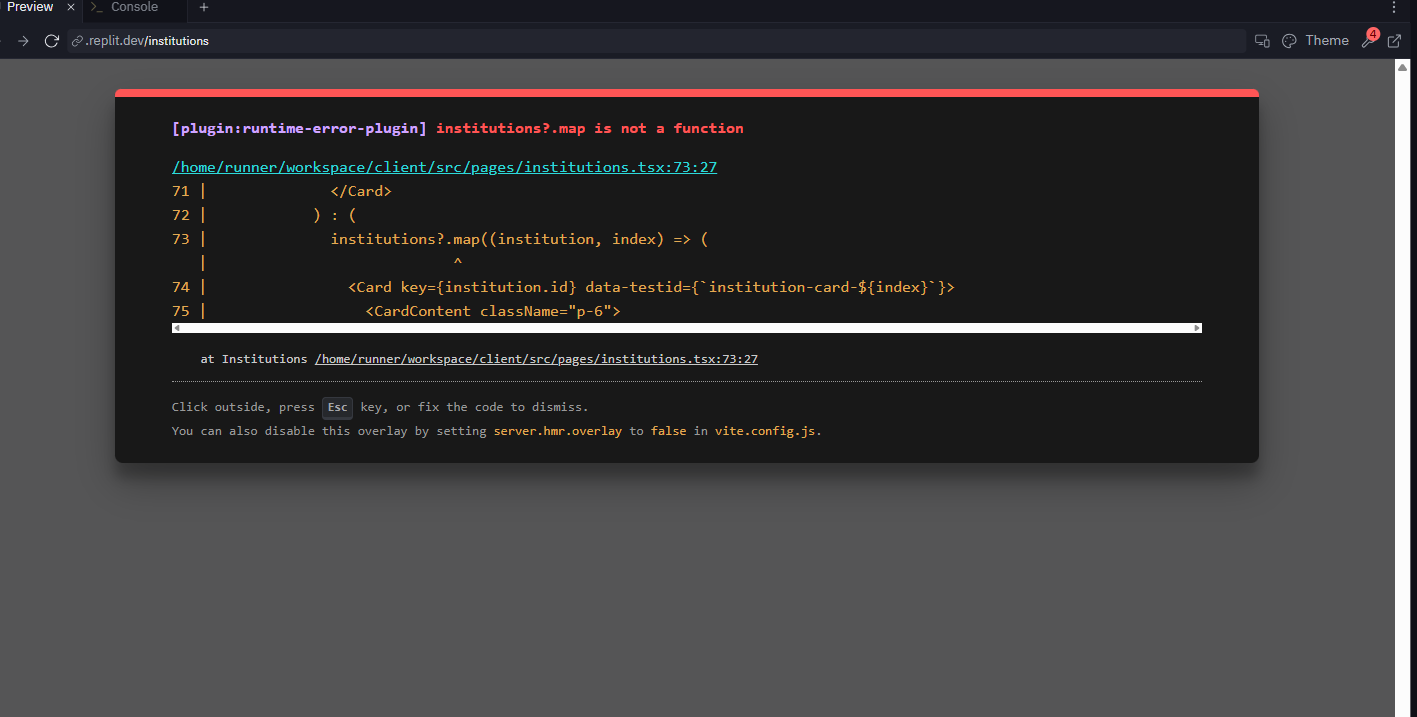 Preview × >_ Console +
.replit.dev/institutions Theme 4
[plugin:runtime-error-plugin] institutions?.map is not a function
/home/runner/workspace/client/src/pages/institutions.tsx:73:27
71 | </Card>
72 | ) : (
73 | institutions?.map((institution, index) => (
| ^
74 | <Card key={institution.id} data-testid={`institution-card-${index}`}>
75 | <CardContent className="p-6">
at Institutions /home/runner/workspace/client/src/pages/institutions.tsx:73:27
Click outside, press Esc key, or fix the code to dismiss.
You can also disable this overlay by setting server.hmr.overlay to false in vite.config.js.